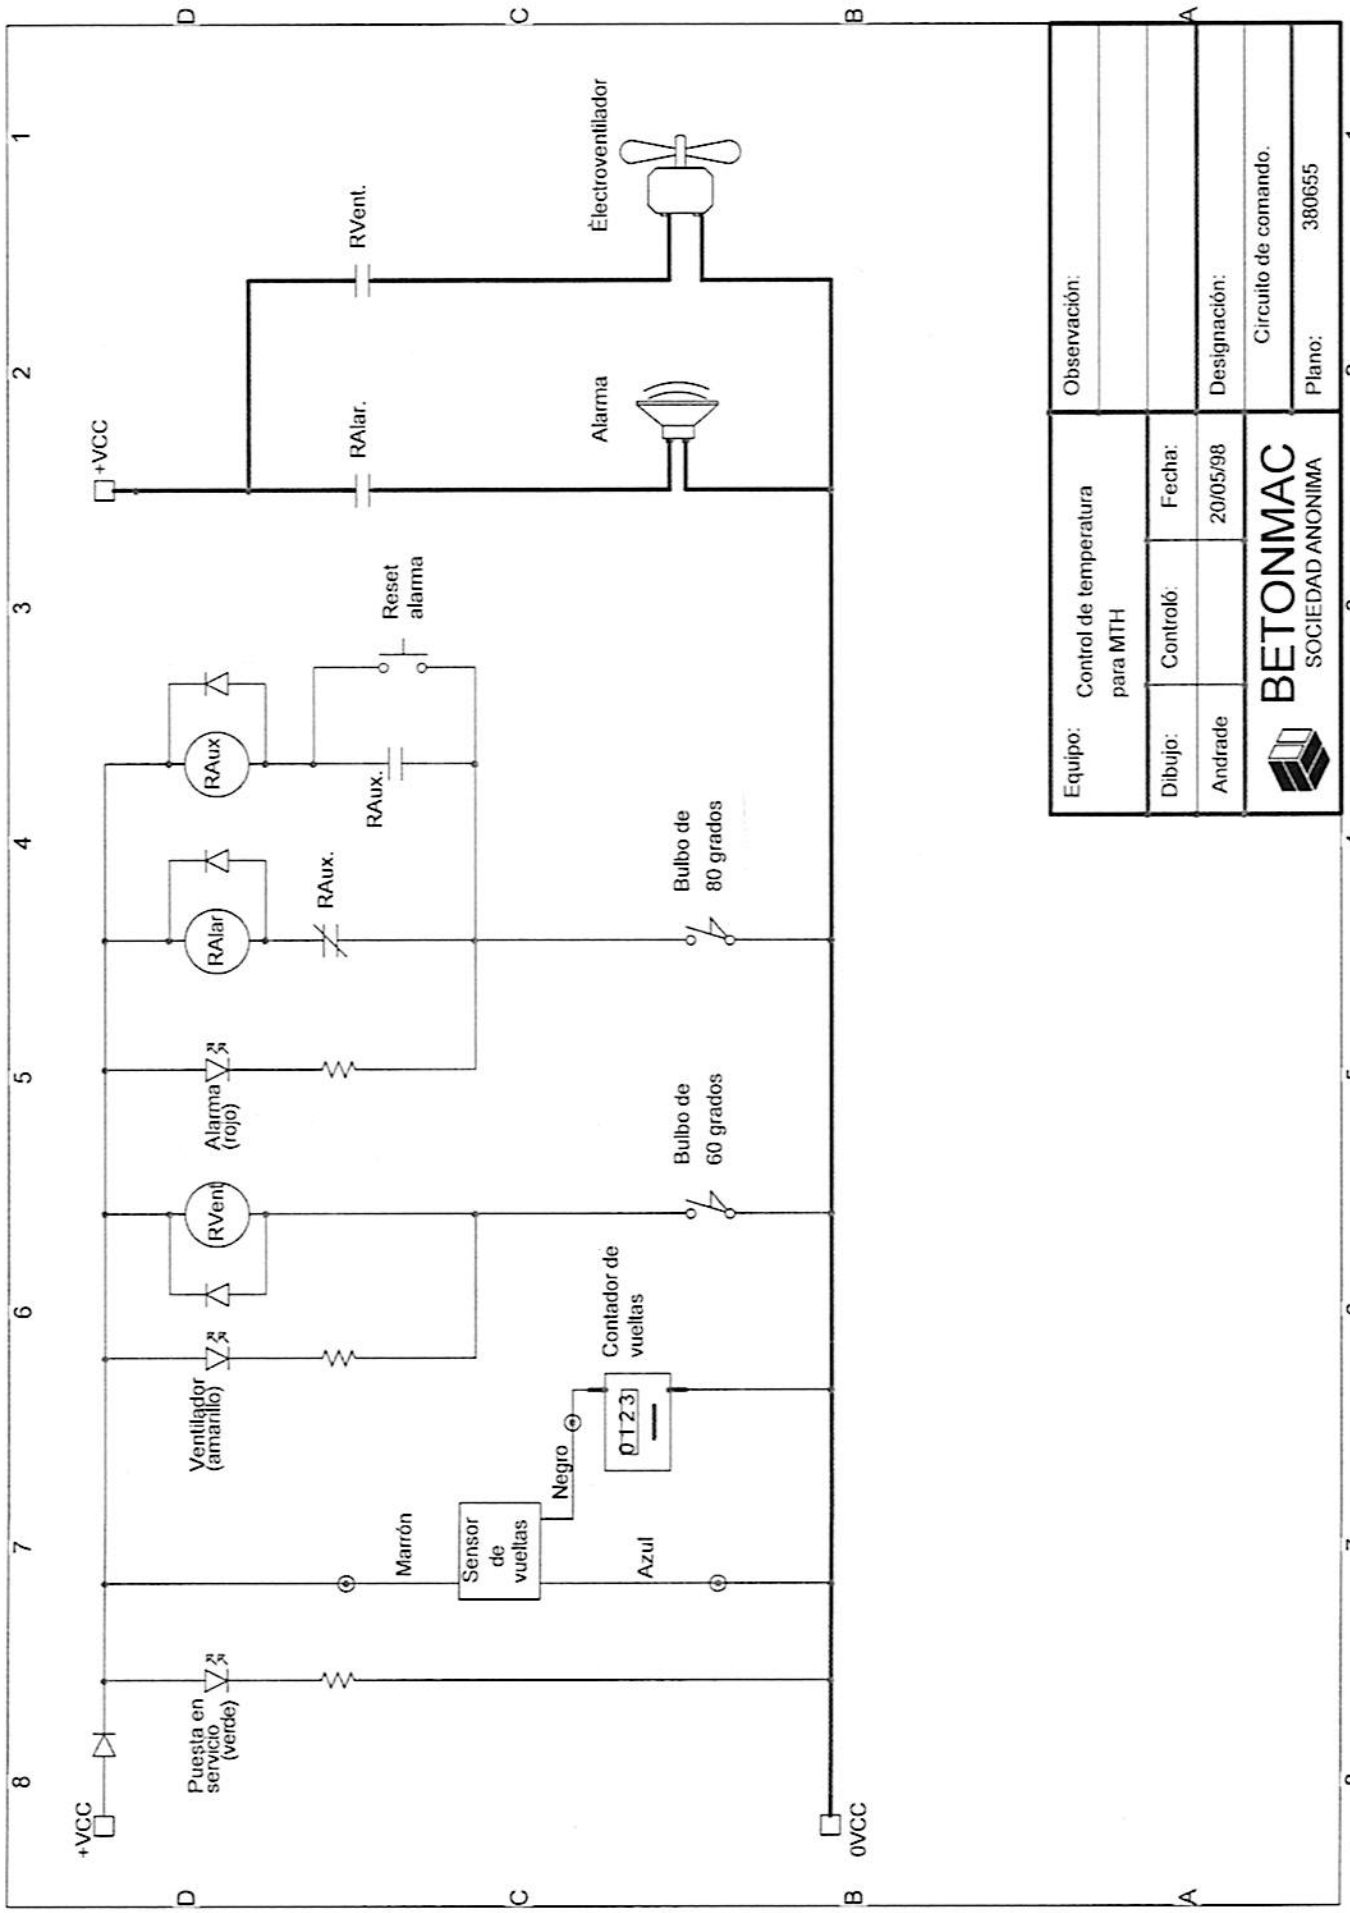 8 7 6 5 4 3 2 1
D
D
C
C
B
B
A
A
+VCC
+VCC
Puesta en
servicio
(verde)
Ventilador
(amarillo)
RVent
Alarma
(rojo)
RAlar
RAux
RAux.
RAux.
Reset
alarma
RAlar.
RVent.
Marrón
Sensor
de
vueltas
Negro
Azul
0123
Contador de
vueltas
Bulbo de
60 grados
Bulbo de
80 grados
Alarma
Electroventilador
0VCC
Equipo:
Control de temperatura
para MTH
Observación:
Dibujo:
Controló:
Fecha:
Andrade
20/05/98
Designación:
Circuito de comando.
BETONMAC
SOCIEDAD ANONIMA
Plano:
380655